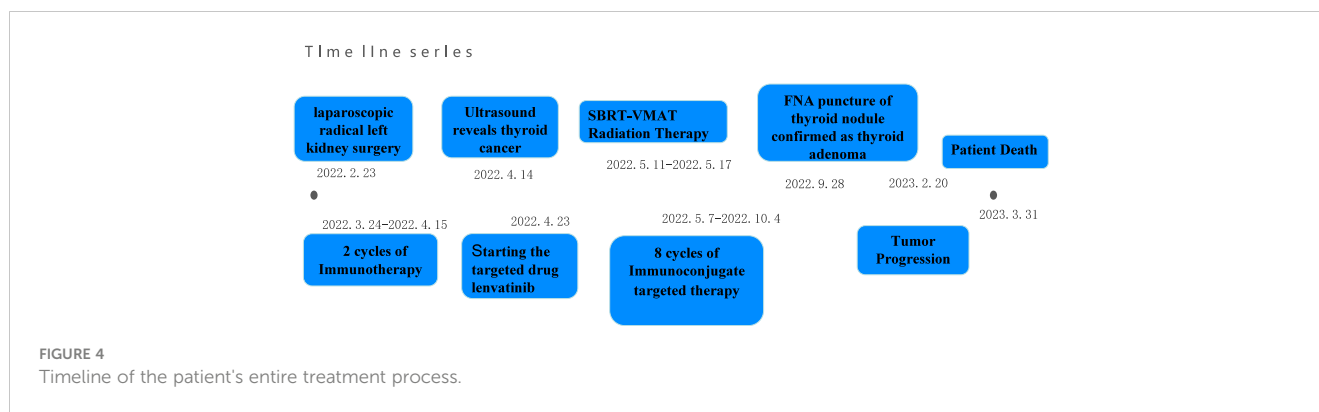 TIme lIne serIes
laparoscopic
radical left
kidney surgery
2022. 2. 23
Ultrasound
reveals thyroid
cancer
2022. 4. 14
SBRT-VMAT
Radiation Therapy
2022. 5. 11-2022. 5. 17
FNA puncture of
thyroid nodule
confirmed as thyroid
adenoma
2022. 9. 28
2023. 2. 20
Patient Death
2023. 3. 31
2022. 3. 24-2022. 4. 15
2 cycles of
Immunotherapy
2022. 4. 23
Starting the
targeted drug
lenvatinib
2022. 5. 7-2022. 10. 4
8 cycles of
Immunoconjugate
targeted therapy
Tumor
Progression
FIGURE 4
Timeline of the patient's entire treatment process.